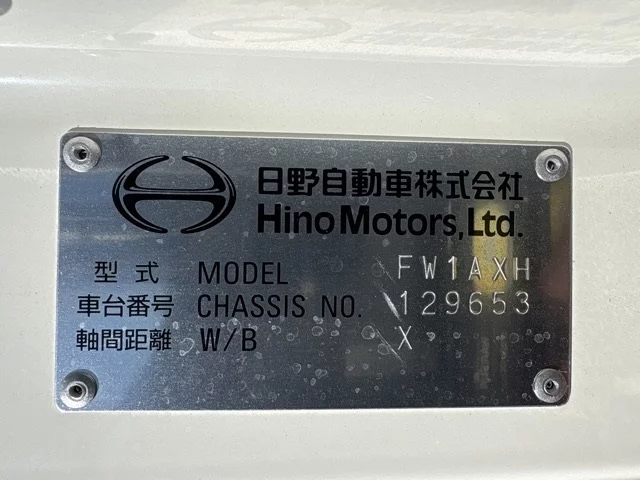 日野自動車株式会社
Hino Motors, Ltd.
型式 MODEL FW1AXH
車台番号 CHASSIS NO. 129653
軸間距離 W/B X